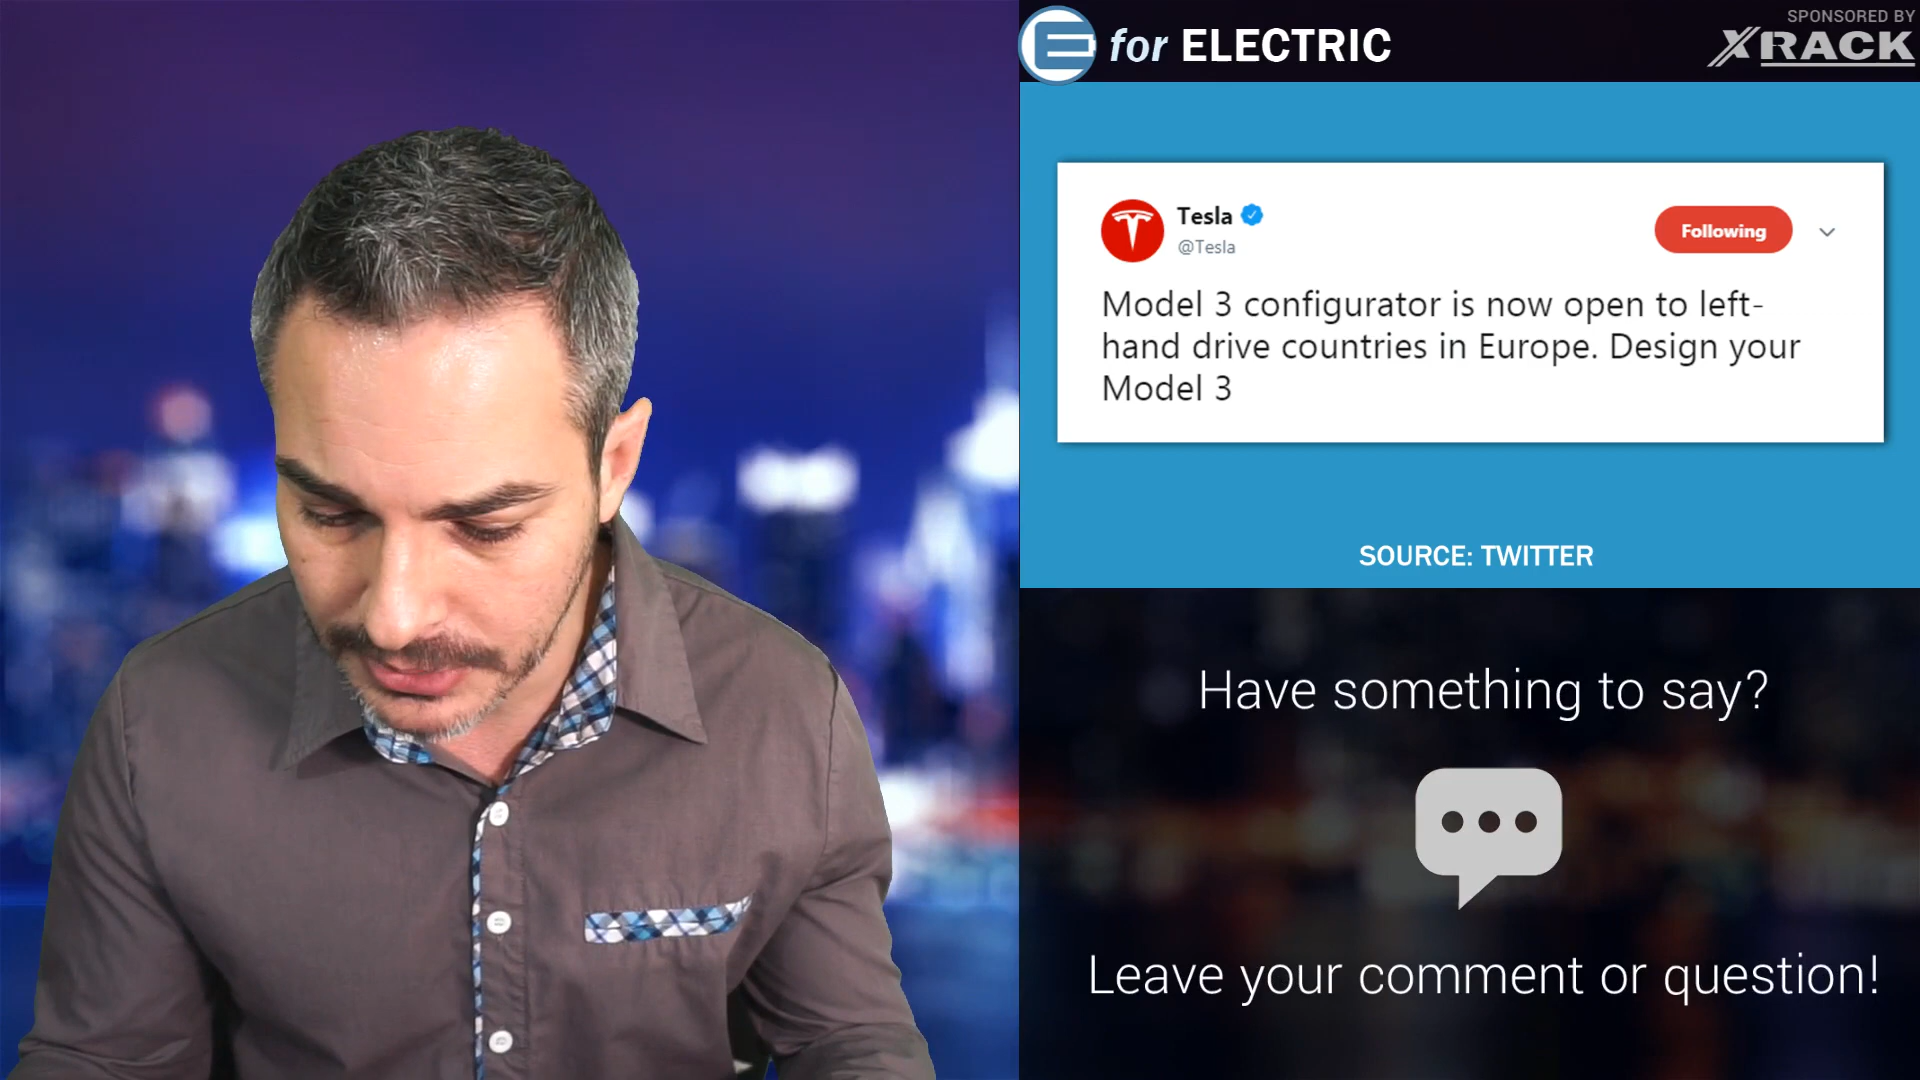 E for ELECTRIC
SPONSORED BY
XRACK
Tesla
@Tesla
Following
Model 3 configurator is now open to left-
hand drive countries in Europe. Design your
Model 3
SOURCE: TWITTER
Have something to say?
Leave your comment or question!